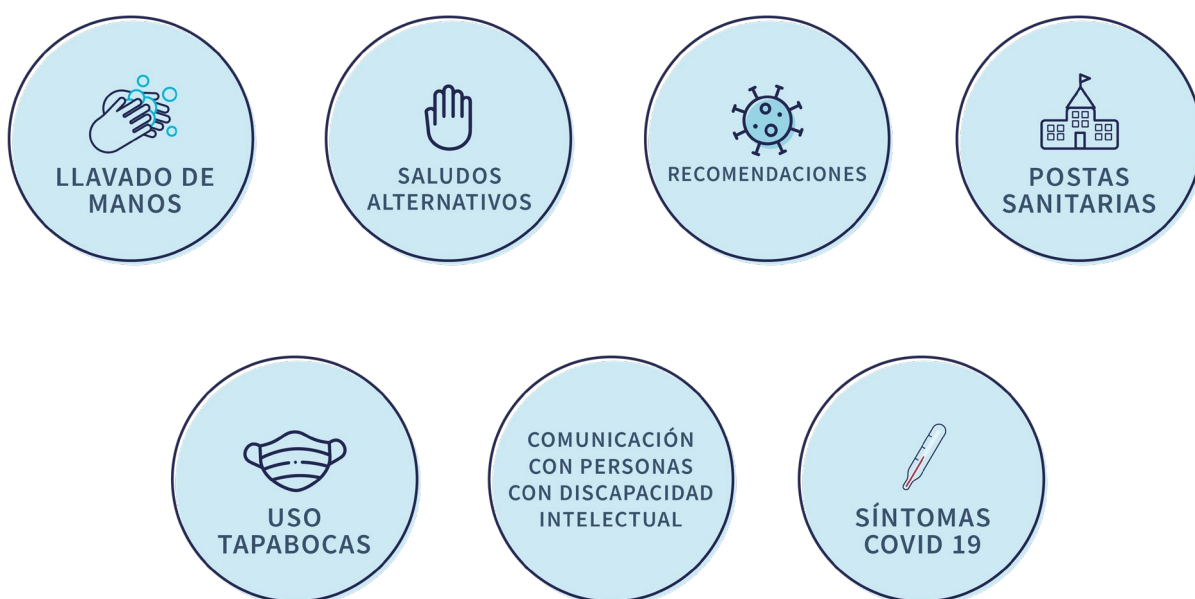 LLAVADO DE
MANOS
SALUDOS
ALTERNATIVOS
RECOMENDACIONES
POSTAS
SANITARIAS
USO
TAPABOCAS
COMUNICACIÓN
CON PERSONAS
CON DISCAPACIDAD
INTELECTUAL
SÍNTOMAS
COVID 19